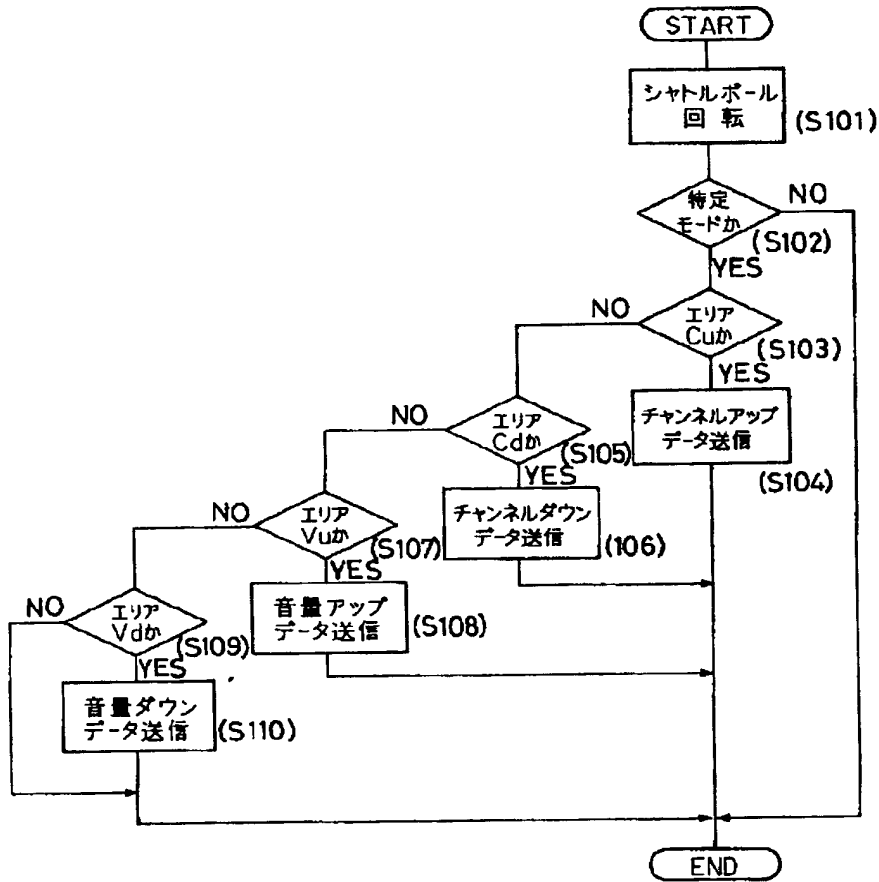 START
シャトルボール
回転
(S101)
特定
モードか
NO
(S102)
YES
エリア
Cuか
NO
(S103)
YES
チャンネルアップ
データ送信
(S104)
エリア
Cdか
NO
(S105)
YES
チャンネルダウン
データ送信
(106)
エリア
Vuか
NO
(S107)
YES
音量アップ
データ送信
(S108)
エリア
Vdか
NO
(S109)
YES
音量ダウン
データ送信
(S110)
END